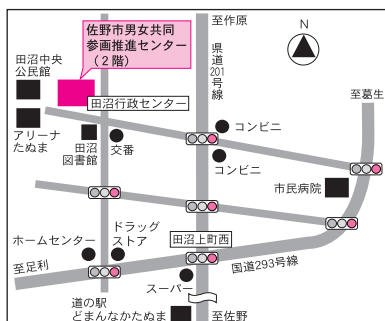 至作原
N
佐野市男女共同
参画推進センター
(2階)
県道201号線
田沼中央
公民館
至葛生
田沼行政センター
アリーナ
たぬま
田沼
図書館
交番
コンビニ
コンビニ
市民病院
ホームセンター
ドラッグ
ストア
田沼上町西
至足利
国道293号線
スーパー
道の駅
どまんなかたぬま
至佐野